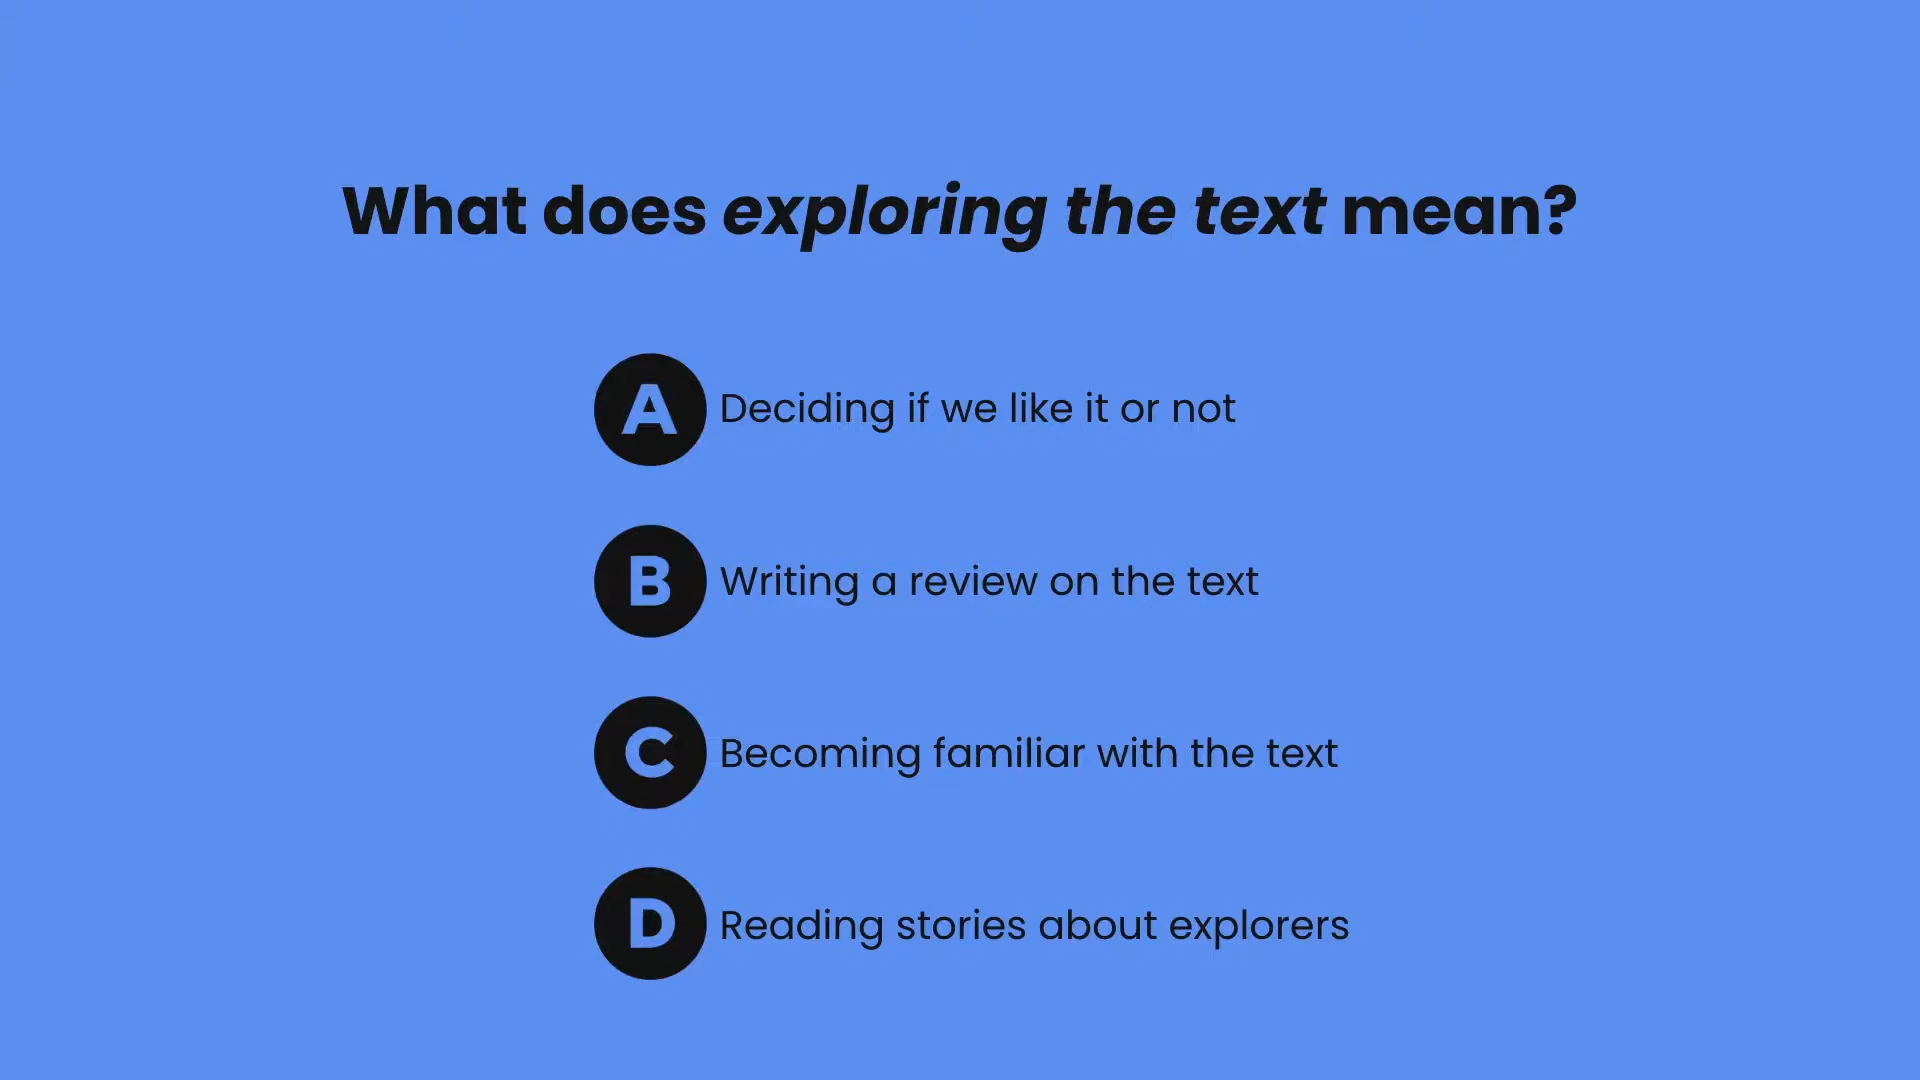 What does exploring the text mean?
A Deciding if we like it or not
B Writing a review on the text
C Becoming familiar with the text
D Reading stories about explorers